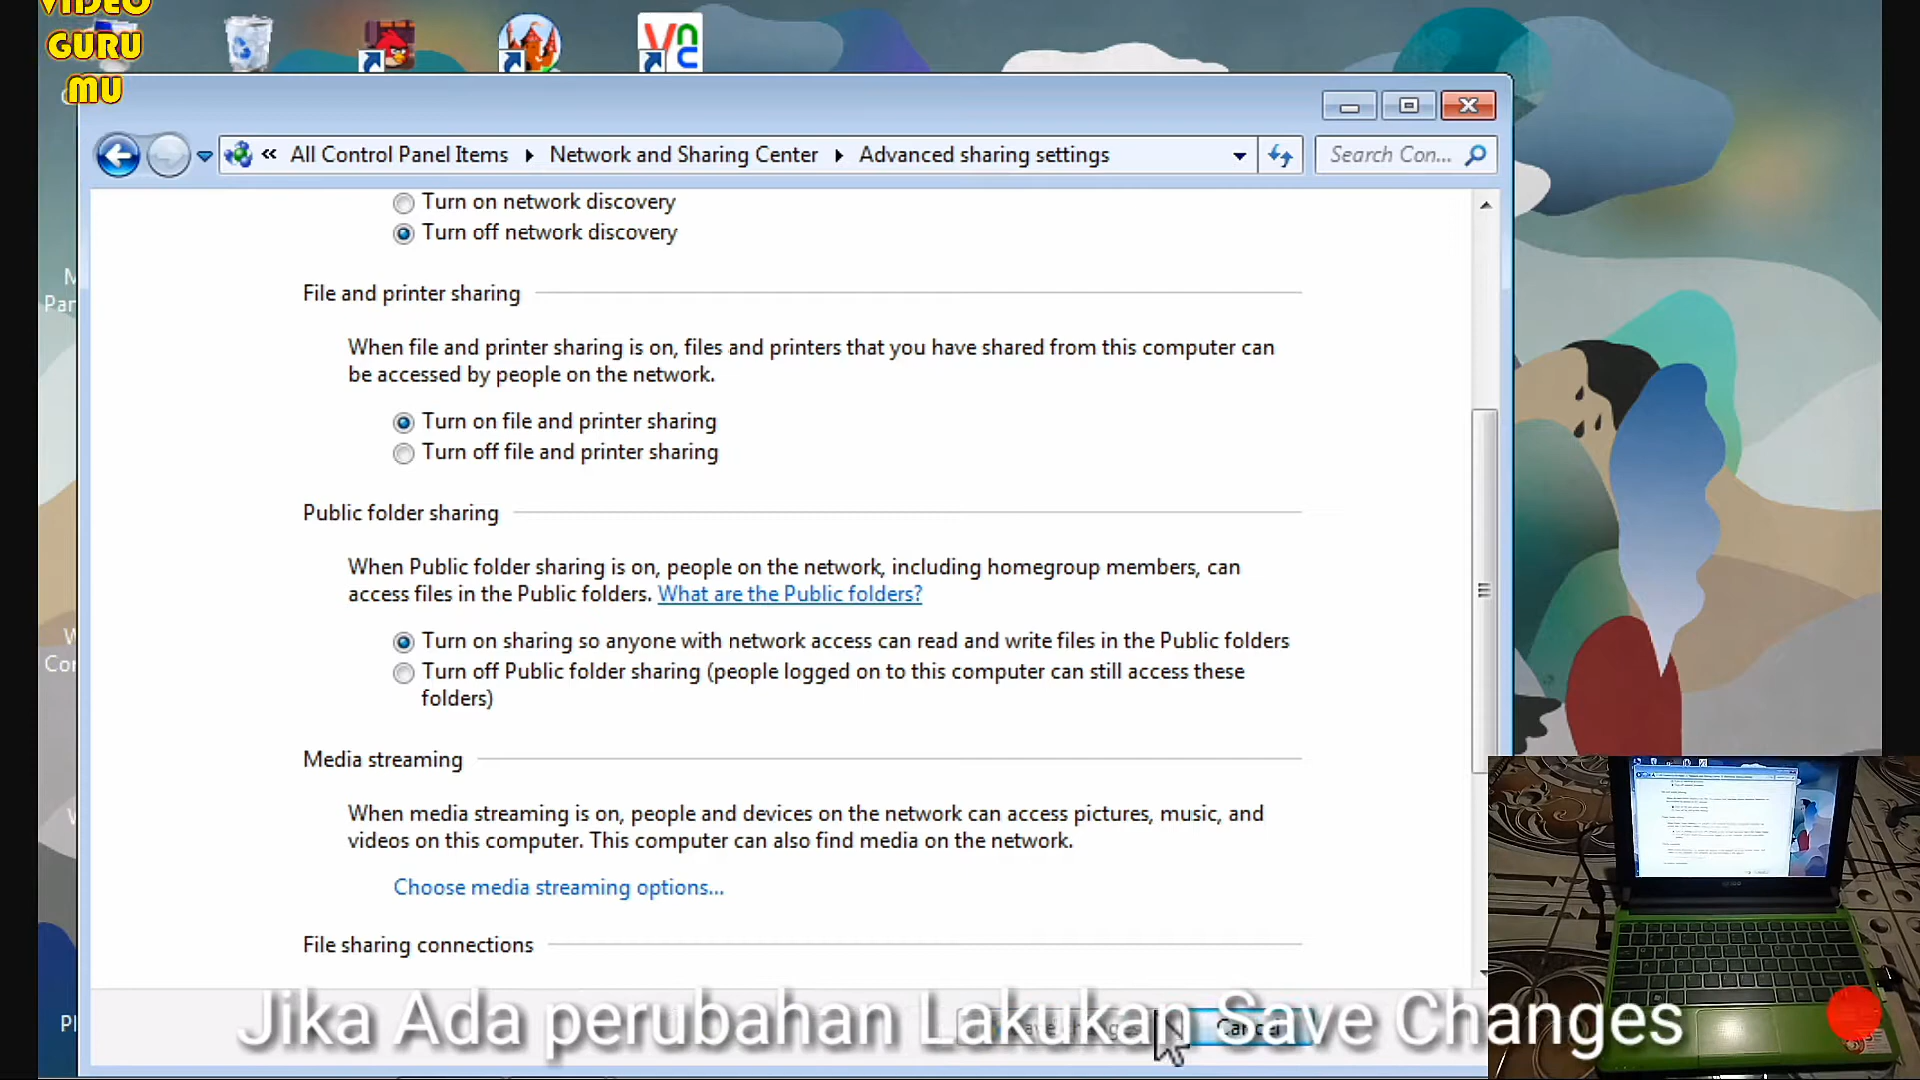 VIDEO
GURU
MU
All Control Panel Items
Network and Sharing Center
Advanced sharing settings
Search Con...
Turn on network discovery
Turn off network discovery
File and printer sharing
When file and printer sharing is on, files and printers that you have shared from this computer can
be accessed by people on the network.
Turn on file and printer sharing
Turn off file and printer sharing
Public folder sharing
When Public folder sharing is on, people on the network, including homegroup members, can
access files in the Public folders. What are the Public folders?
Turn on sharing so anyone with network access can read and write files in the Public folders
Turn off Public folder sharing (people logged on to this computer can still access these
folders)
Media streaming
When media streaming is on, people and devices on the network can access pictures, music, and
videos on this computer. This computer can also find media on the network.
Choose media streaming options...
File sharing connections
Jika Ada perubahan Lakukan Save Changes
Cancel